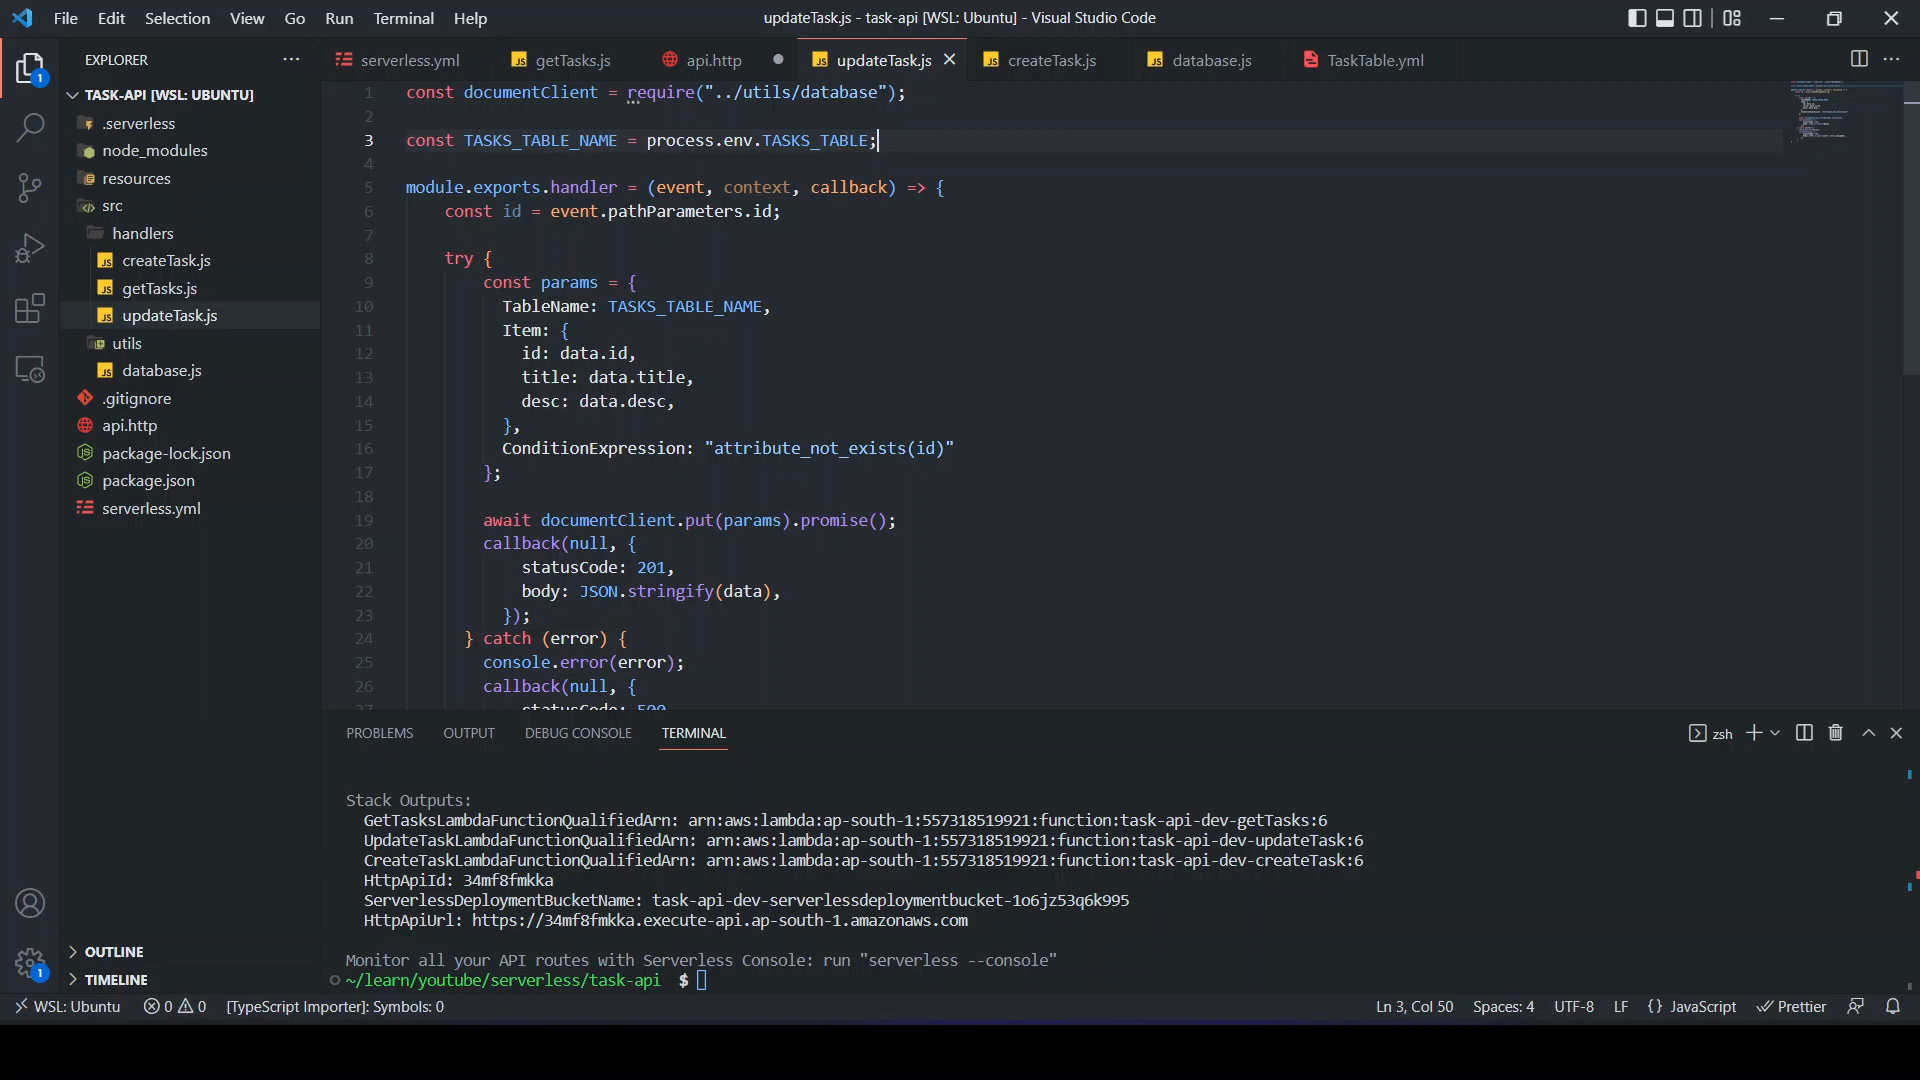 File Edit Selection View Go Run Terminal Help
updateTask.js - task-api [WSL: Ubuntu] - Visual Studio Code
EXPLORER
serverless.yml
getTasks.js
api.http
updateTask.js
createTask.js
database.js
TaskTable.yml
TASK-API [WSL: UBUNTU]
.serverless
node_modules
resources
src
handlers
createTask.js
getTasks.js
updateTask.js
utils
database.js
.gitignore
api.http
package-lock.json
package.json
serverless.yml
OUTLINE
TIMELINE
1
1
1 const documentClient = require("../utils/database");
2
3 const TASKS_TABLE_NAME = process.env.TASKS_TABLE;
4
5 module.exports.handler = (event, context, callback) => {
6 const id = event.pathParameters.id;
7
8 try {
9 const params = {
10 TableName: TASKS_TABLE_NAME,
11 Item: {
12 id: data.id,
13 title: data.title,
14 desc: data.desc,
15 },
16 ConditionExpression: "attribute_not_exists(id)"
17 };
18
19 await documentClient.put(params).promise();
20 callback(null, {
21 statusCode: 201,
22 body: JSON.stringify(data),
23 });
24 } catch (error) {
25 console.error(error);
26 callback(null, {
27 statusCode: 500
PROBLEMS OUTPUT DEBUG CONSOLE TERMINAL
zsh
Stack Outputs:
GetTasksLambdaFunctionQualifiedArn: arn:aws:lambda:ap-south-1:557318519921:function:task-api-dev-getTasks:6
UpdateTaskLambdaFunctionQualifiedArn: arn:aws:lambda:ap-south-1:557318519921:function:task-api-dev-updateTask:6
CreateTaskLambdaFunctionQualifiedArn: arn:aws:lambda:ap-south-1:557318519921:function:task-api-dev-createTask:6
HttpApiId: 34mf8fmkka
ServerlessDeploymentBucketName: task-api-dev-serverlessdeploymentbucket-1o6jz53q6k995
HttpApiUrl: https://34mf8fmkka.execute-api.ap-south-1.amazonaws.com
Monitor all your API routes with Serverless Console: run "serverless --console"
~/learn/youtube/serverless/task-api $
WSL: Ubuntu 0 0 [TypeScript Importer]: Symbols: 0
Ln 3, Col 50 Spaces: 4 UTF-8 LF {} JavaScript Prettier